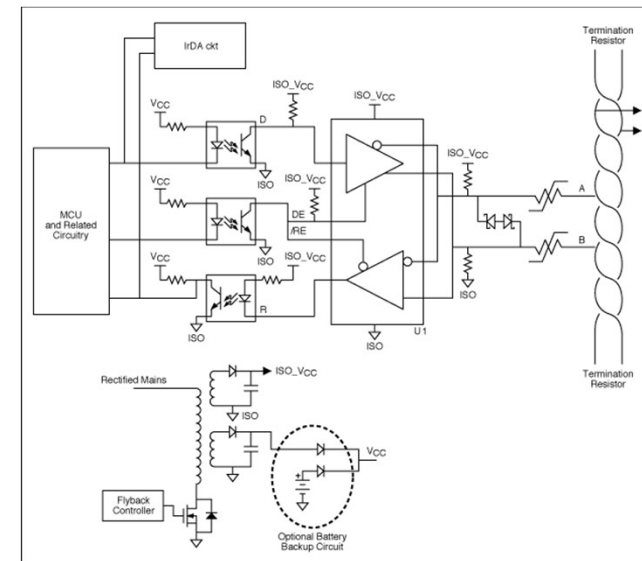 Termination
Resistor
IrDA ckt
ISO_VCC
ISO_VCC
VCC
D
ISO_VCC
ISO
A
MCU
and Related
Circuitry
VCC
ISO_VCC
DE
/RE
ISO
B
VCC
ISO_VCC
ISO
R
ISO
ISO
U1
Termination
Resistor
Rectified Mains
ISO_VCC
ISO
VCC
+
Flyback
Controller
Optional Battery
Backup Circuit